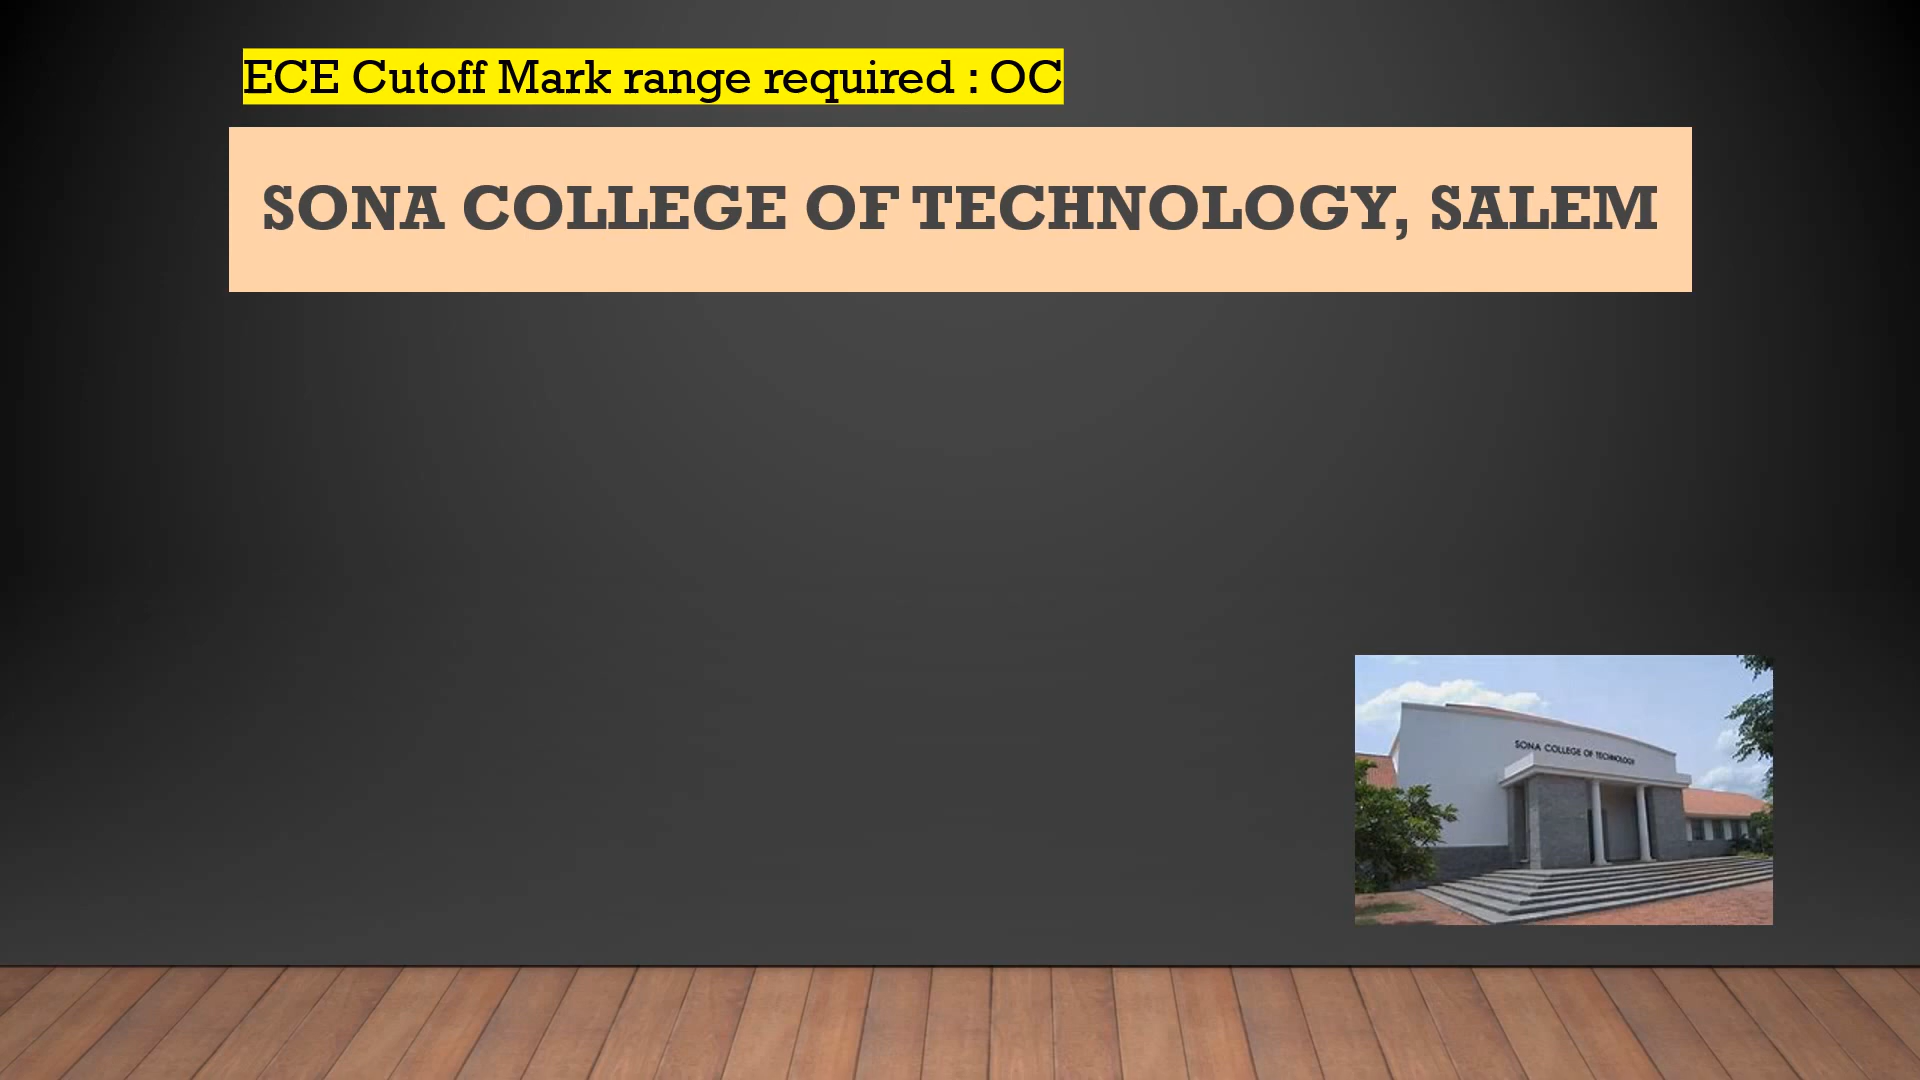 ECE Cutoff Mark range required : OC
SONA COLLEGE OF TECHNOLOGY, SALEM
SONA COLLEGE OF TECHNOLOGY